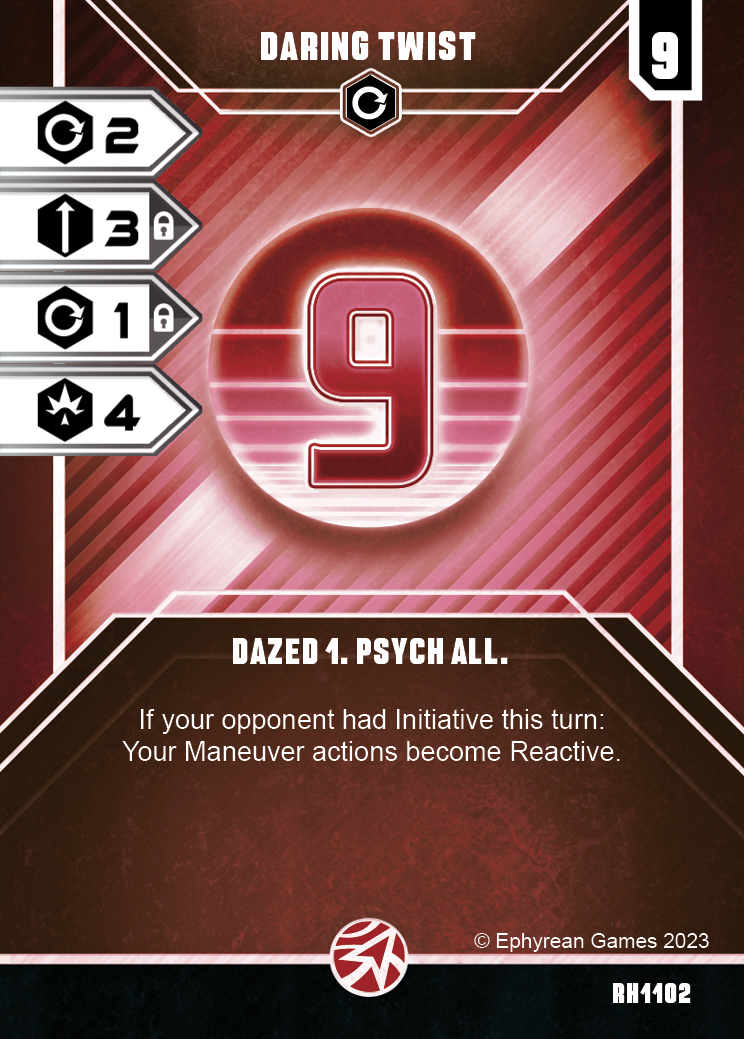 DARING TWIST
9
2
3
1
4
9
DAZED 1. PSYCH ALL.
If your opponent had Initiative this turn:
Your Maneuver actions become Reactive.
© Ephyrean Games 2023
RH1102